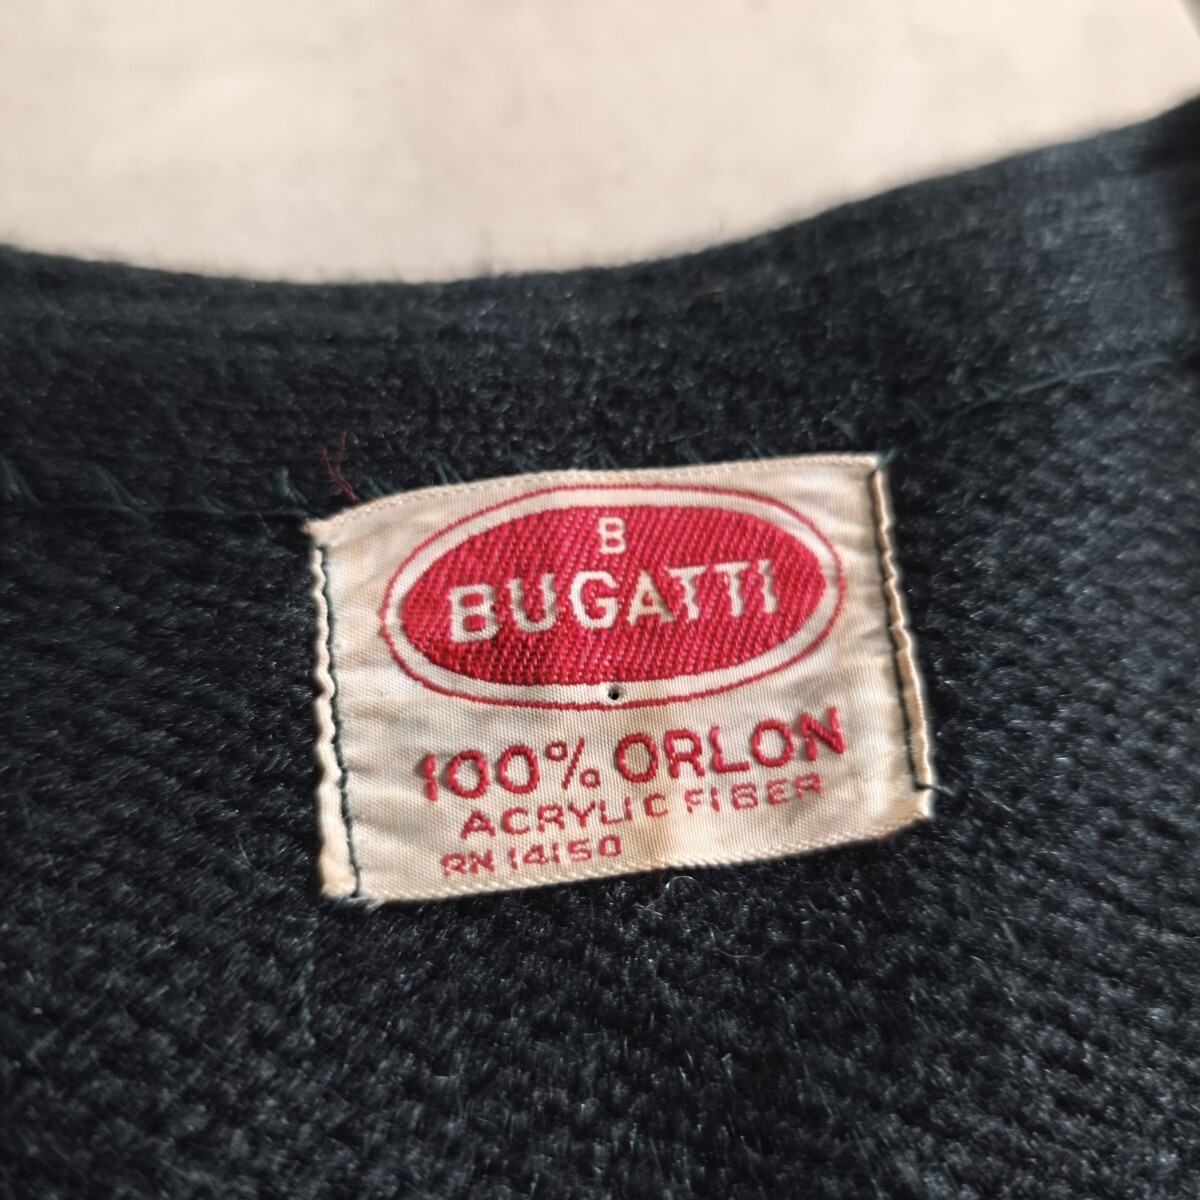 B
BUGATTI
100% ORLON
ACRYLIC FIBER
RN 14150